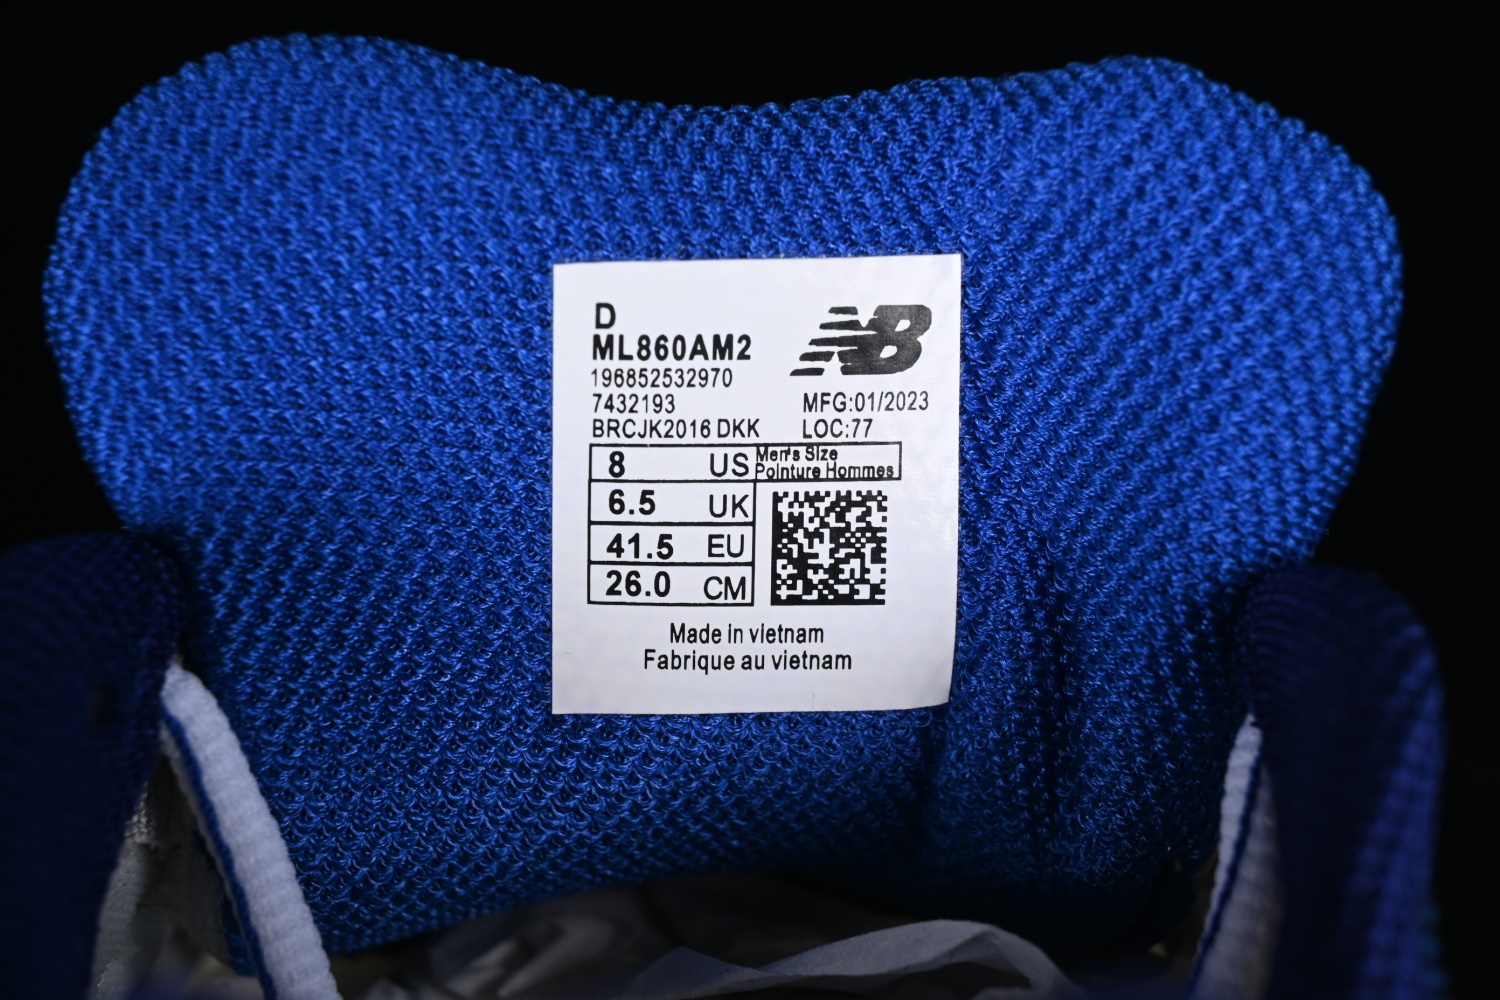 D
ML860AM2
NB
196852532970
7432193
MFG:01/2023
BRCJK2016 DKK
LOC:77
8 US Men's Size
Pointure Hommes
6.5 UK
41.5 EU
26.0 CM
Made in vietnam
Fabrique au vietnam